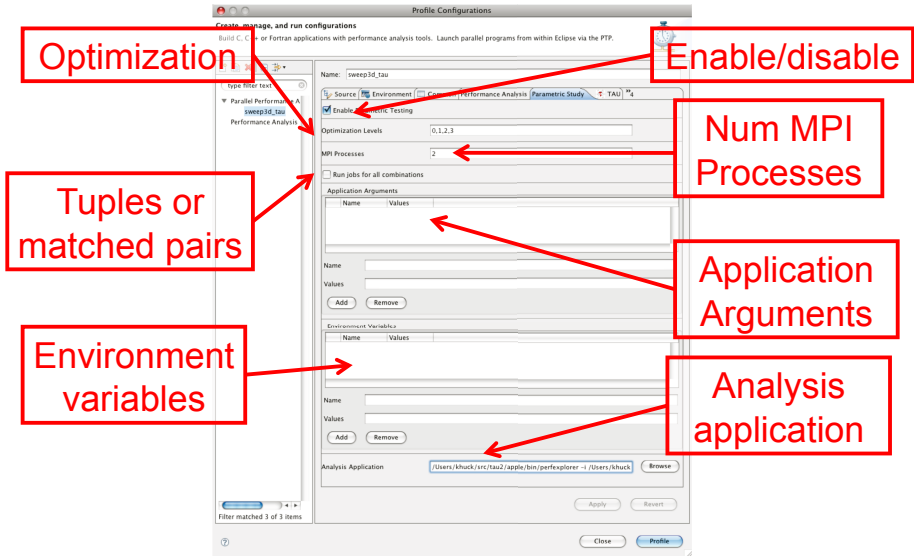 Profile Configurations
Create, manage, and run configurations
Build C, C++ or Fortran applications with performance analysis tools. Launch parallel programs from within Eclipse via the PTP.
Optimization
Enable/disable
type filter text
Parallel Performance A
sweep3d_tau
Performance Analysis
Name: sweep3d_tau
Source Environment Performance Analysis Parametric Study TAU »4
Enable Parametric Testing
Optimization Levels 0,1,2,3
MPI Processes 2
Num MPI
Processes
Run jobs for all combinations
Tuples or
matched pairs
Application Arguments
Name Values
Name
Values
Add Remove
Application
Arguments
Environment Variables
Name Values
Environment
variables
Name
Values
Add Remove
Analysis
application
Analysis Application /Users/khuck/src/tau2/apple/bin/perfexplorer -i /Users/khuck Browse
Apply Revert
Filter matched 3 of 3 items
? Close Profile